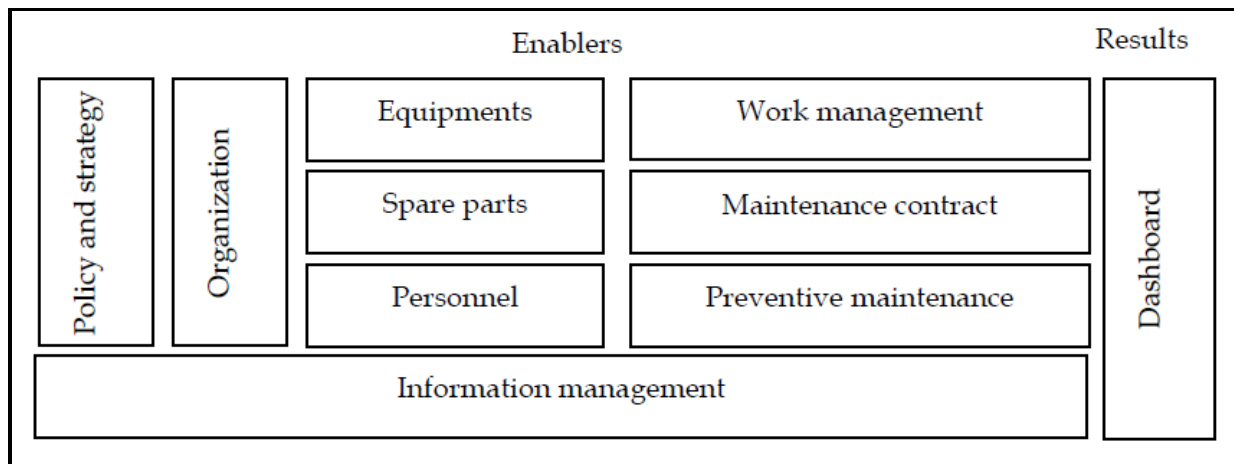 Enablers
Results
Policy and strategy
Organization
Equipments
Work management
Spare parts
Maintenance contract
Personnel
Preventive maintenance
Information management
Dashboard